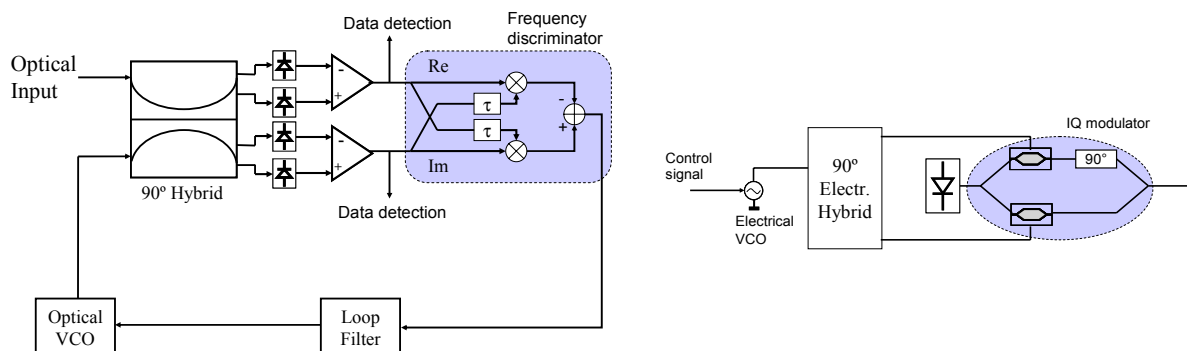 Data detection
Frequency
discriminator
Optical
Input
-
+
-
+
Re
τ
τ
Im
-
+
90º Hybrid
Data detection
Optical
VCO
Loop
Filter
Control
signal
Electrical
VCO
90º
Electr.
Hybrid
IQ modulator
90°